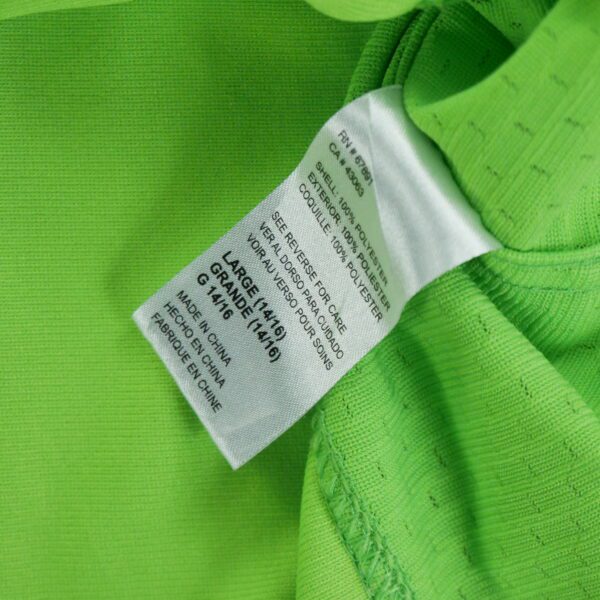 RN # 67891
CA # 43063
SHELL: 100% POLYESTER
EXTERIOR: 100% POLYESTER
COQUILLE: 100% POLYESTER
SEE REVERSE FOR CARE
VER AL DORSO PARA CUIDADO
VOIR AU VERSO POUR SOINS
LARGE (14/16)
GRANDE (14/16)
G 14/16
MADE IN CHINA
HECHO EN CHINA
FABRIQUE EN CHINE